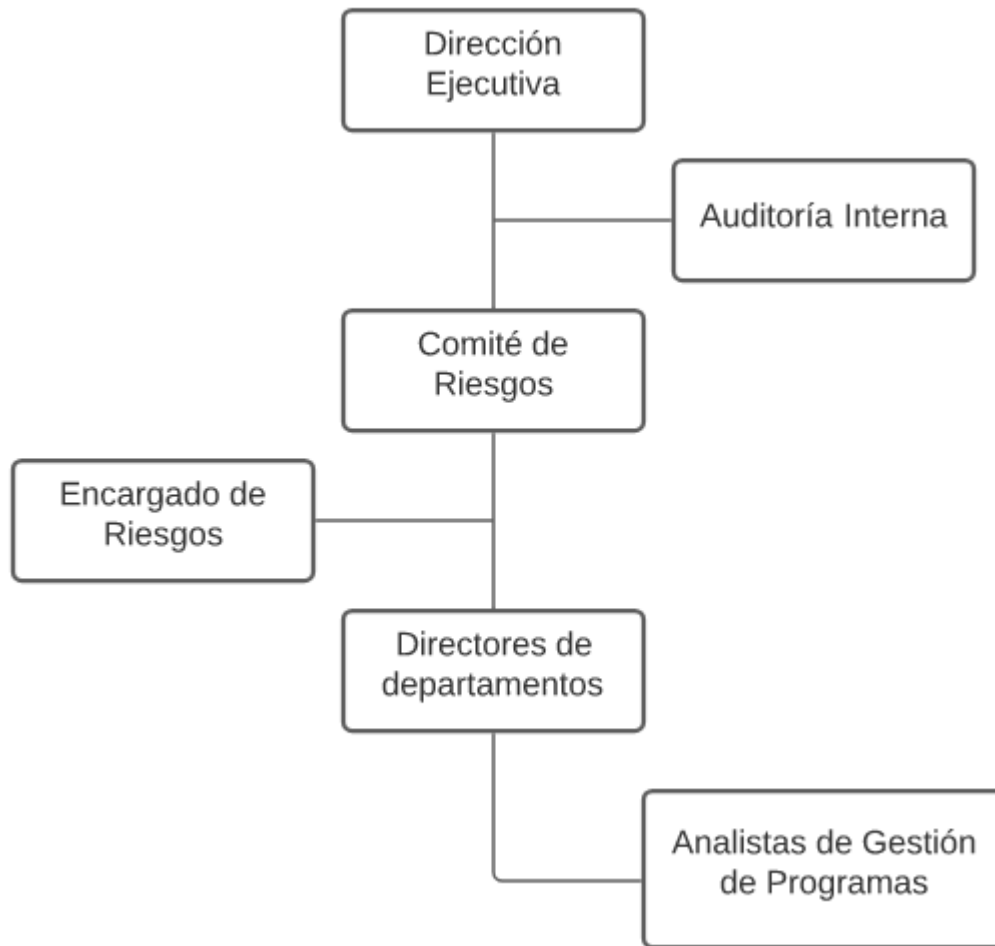 Dirección
Ejecutiva
Auditoría Interna
Comité de
Riesgos
Encargado de
Riesgos
Directores de
departamentos
Analistas de Gestión
de Programas